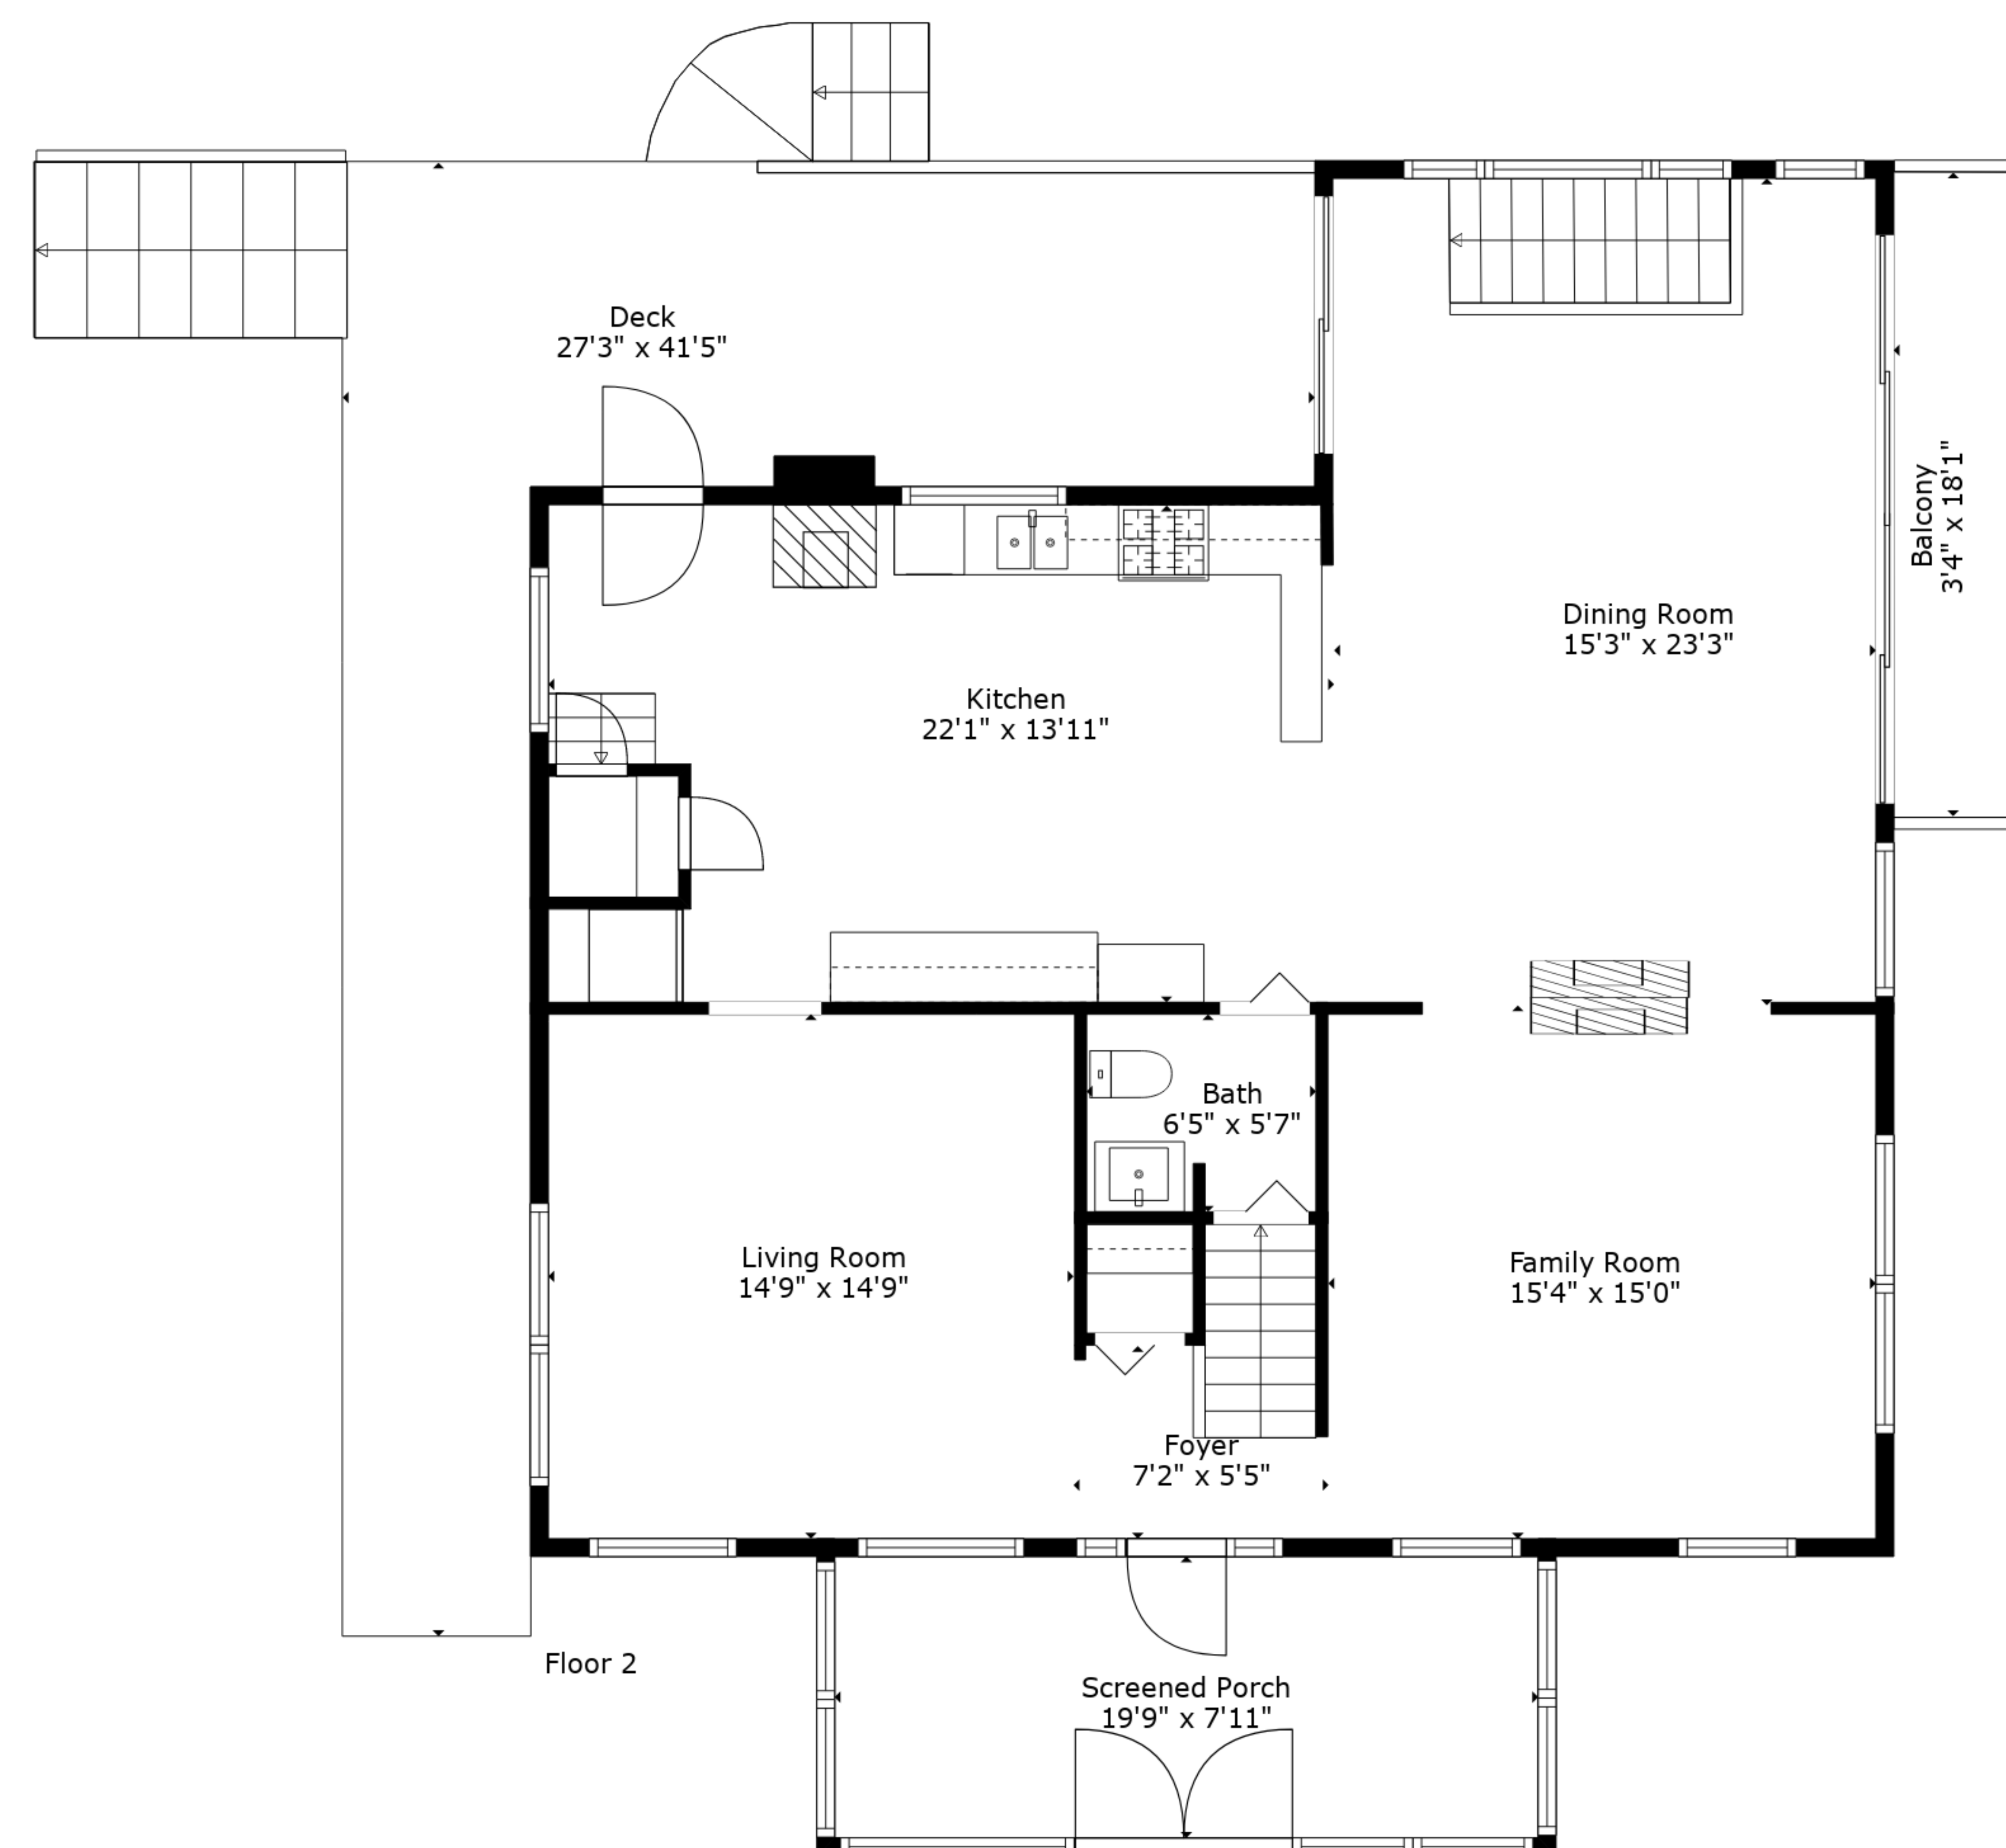 Deck
27'3" x 41'5"
Balcony
3'4" x 18'1"
Dining Room
15'3" x 23'3"
Kitchen
22'1" x 13'11"
Bath
6'5" x 5'7"
Living Room
14'9" x 14'9"
Family Room
15'4" x 15'0"
Foyer
7'2" x 5'5"
Floor 2
Screened Porch
19'9" x 7'11"